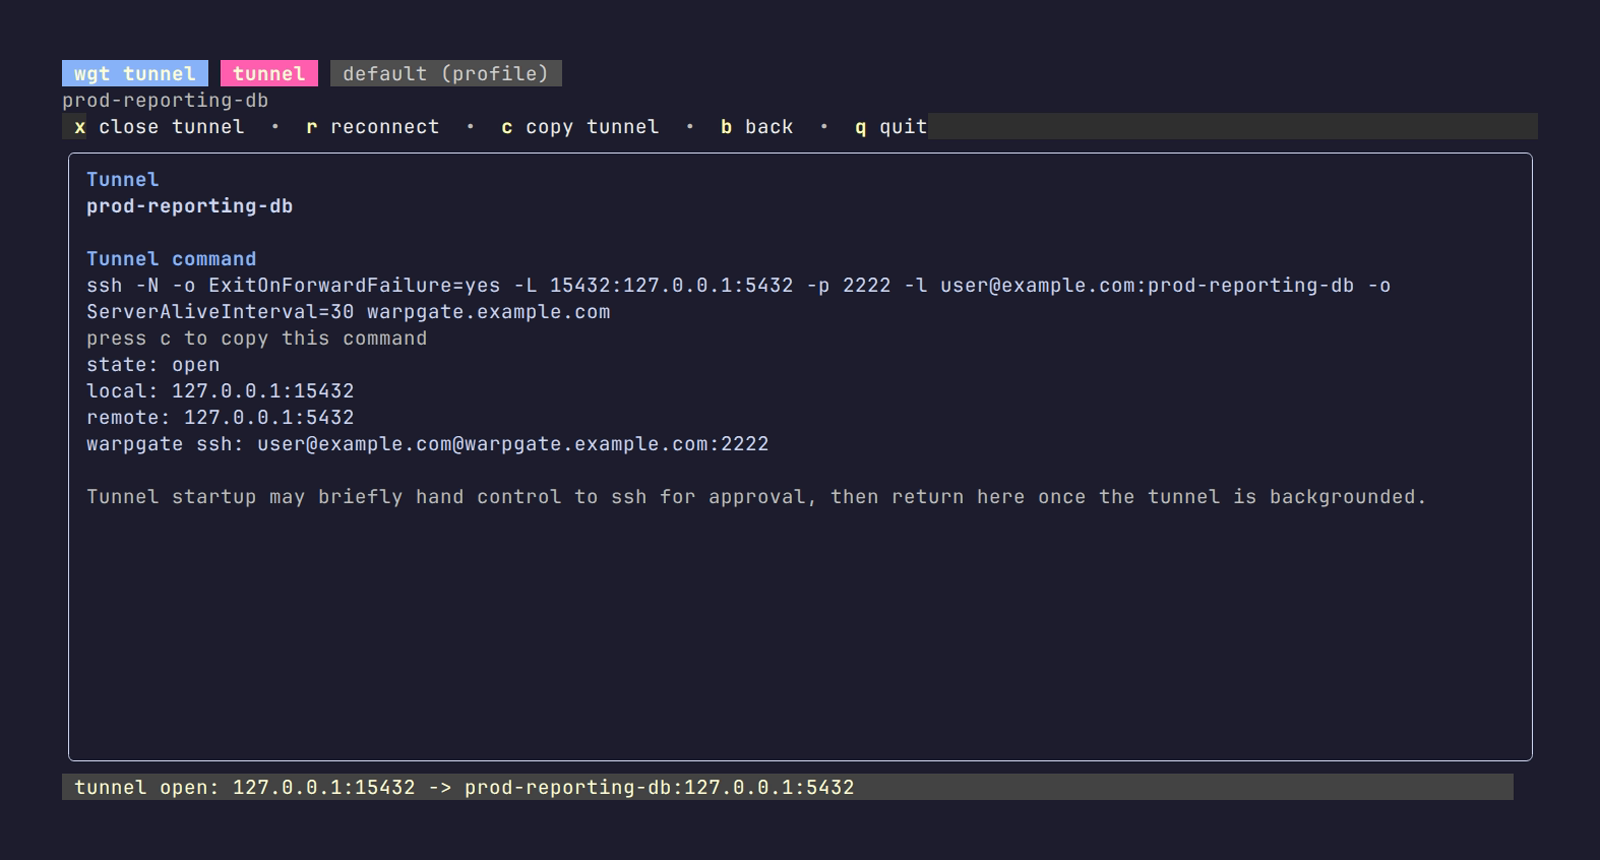 wgt tunnel tunnel default (profile)
prod-reporting-db
x close tunnel • r reconnect • c copy tunnel • b back • q quit
Tunnel
prod-reporting-db
Tunnel command
ssh -N -o ExitOnForwardFailure=yes -L 15432:127.0.0.1:5432 -p 2222 -l user@example.com:prod-reporting-db -o
ServerAliveInterval=30 warpgate.example.com
press c to copy this command
state: open
local: 127.0.0.1:15432
remote: 127.0.0.1:5432
warpgate ssh: user@example.com@warpgate.example.com:2222
Tunnel startup may briefly hand control to ssh for approval, then return here once the tunnel is backgrounded.
tunnel open: 127.0.0.1:15432 -> prod-reporting-db:127.0.0.1:5432